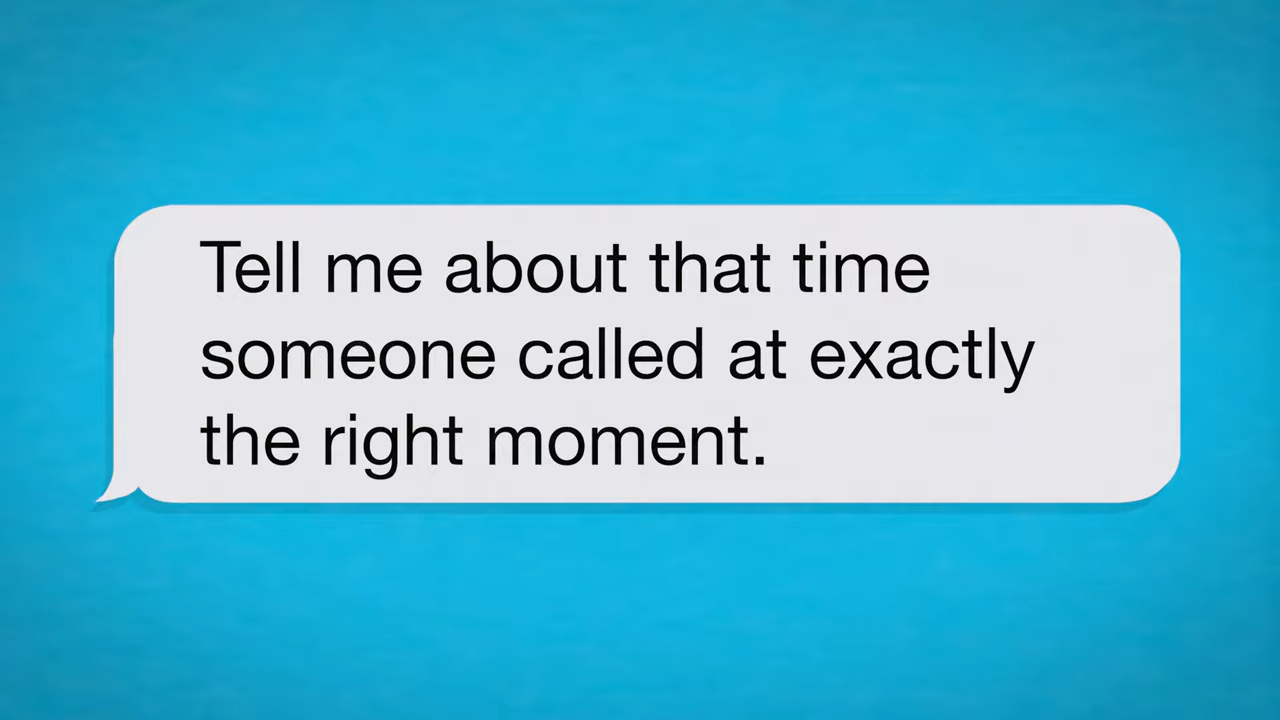 Tell me about that time
someone called at exactly
the right moment.